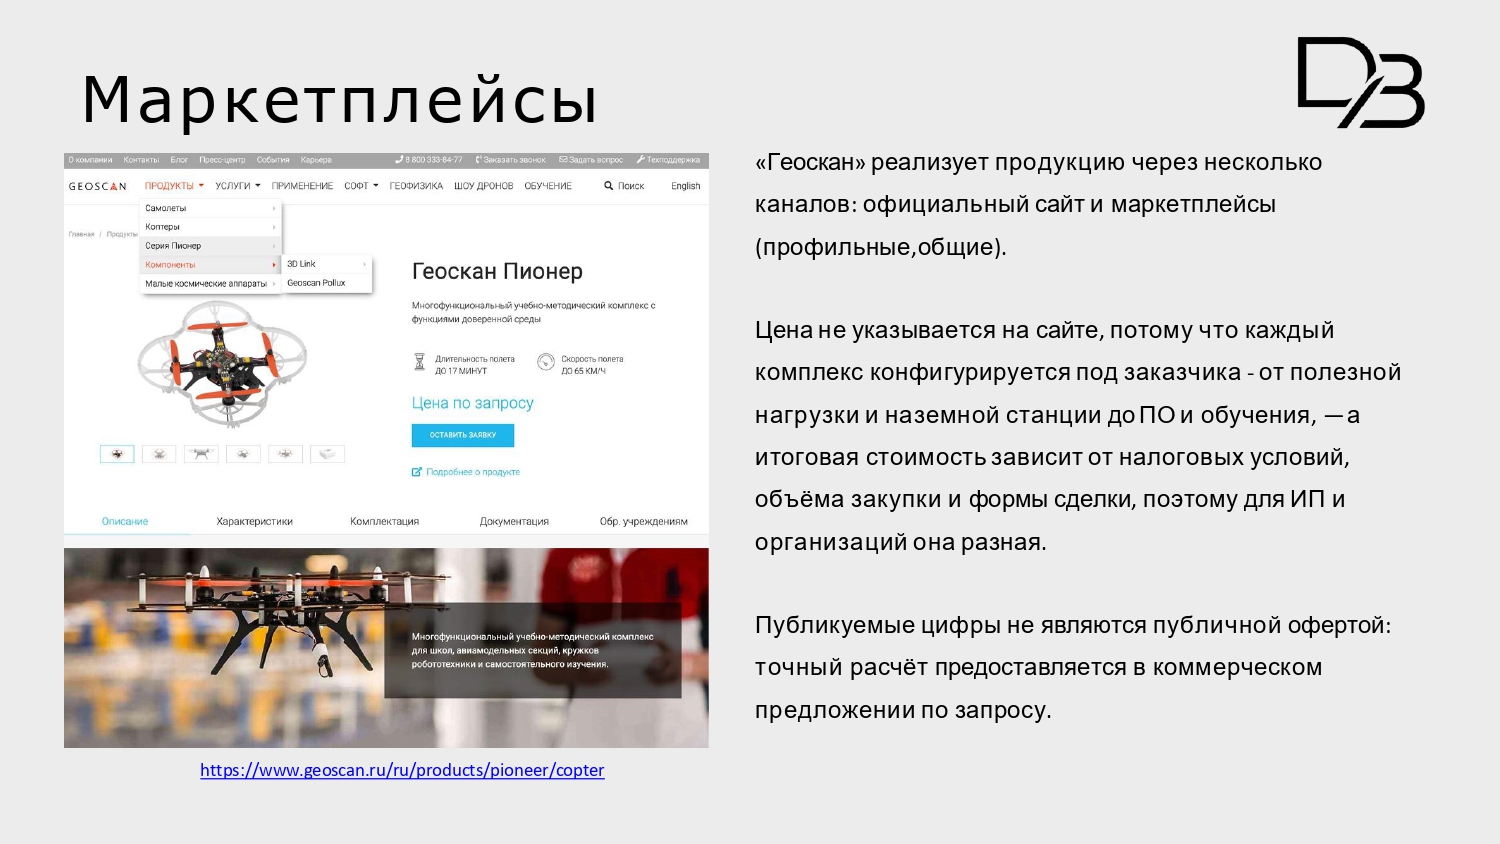 Маркетплейсы
DB
О компании Контакты Блог Пресс-центр События Карьера 8 800 333-84-77 Заказать звонок Задать вопрос Техподдержка
GEOSCAN ПРОДУКТЫ УСЛУГИ ПРИМЕНЕНИЕ СОФТ ГЕОФИЗИКА ШОУ ДРОНОВ ОБУЧЕНИЕ Поиск English
Самолеты
Коптеры
Главная / Продукты
Серия Пионер
Компоненты
3D Link
Малые космические аппараты
Geoscan Pollux
Геоскан Пионер
Многофункциональный учебно-методический комплекс с
функциями доверенной среды
Длительность полета
ДО 17 МИНУТ
Скорость полета
ДО 65 КМ/Ч
Цена по запросу
ОСТАВИТЬ ЗАЯВКУ
Подробнее о продукте
Описание Характеристики Комплектация Документация Обр. учреждениям
Многофункциональный учебно-методический комплекс
для школ, авиамодельных секций, кружков
робототехники и самостоятельного изучения.
https://www.geoscan.ru/ru/products/pioneer/copter
«Геоскан» реализует продукцию через несколько
каналов: официальный сайт и маркетплейсы
(профильные,общие).
Цена не указывается на сайте, потому что каждый
комплекс конфигурируется под заказчика - от полезной
нагрузки и наземной станции до ПО и обучения, — а
итоговая стоимость зависит от налоговых условий,
объёма закупки и формы сделки, поэтому для ИП и
организаций она разная.
Публикуемые цифры не являются публичной офертой:
точный расчёт предоставляется в коммерческом
предложении по запросу.